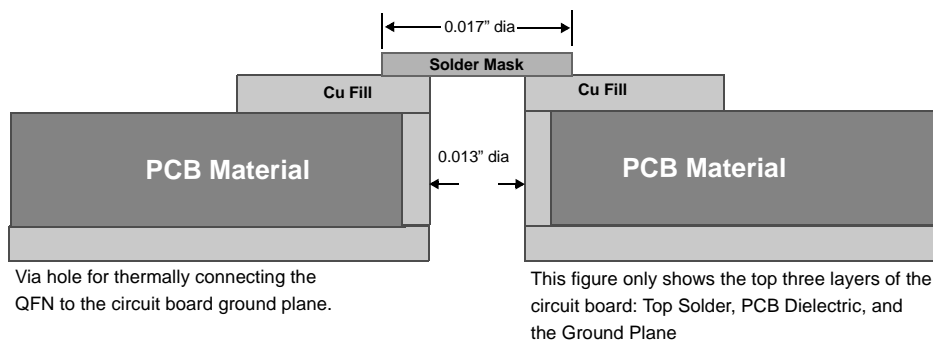 0.017” dia
Solder Mask
Cu Fill
Cu Fill
PCB Material
0.013” dia
PCB Material
Via hole for thermally connecting the
QFN to the circuit board ground plane.
This figure only shows the top three layers of the
circuit board: Top Solder, PCB Dielectric, and
the Ground Plane